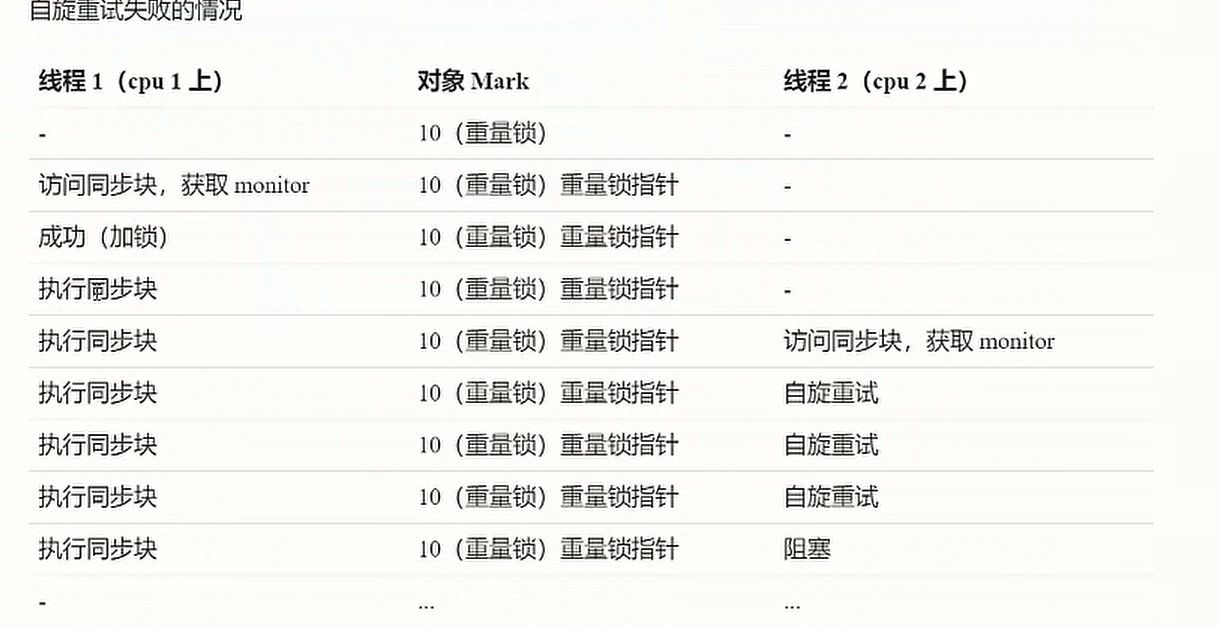 自旋重试失败的情况
线程 1（cpu 1 上） 对象 Mark 线程 2（cpu 2 上）
- 10（重量锁） -
访问同步块，获取 monitor 10（重量锁）重量锁指针 -
成功（加锁） 10（重量锁）重量锁指针 -
执行同步块 10（重量锁）重量锁指针 -
执行同步块 10（重量锁）重量锁指针 访问同步块，获取 monitor
执行同步块 10（重量锁）重量锁指针 自旋重试
执行同步块 10（重量锁）重量锁指针 自旋重试
执行同步块 10（重量锁）重量锁指针 自旋重试
执行同步块 10（重量锁）重量锁指针 阻塞
- ... ...